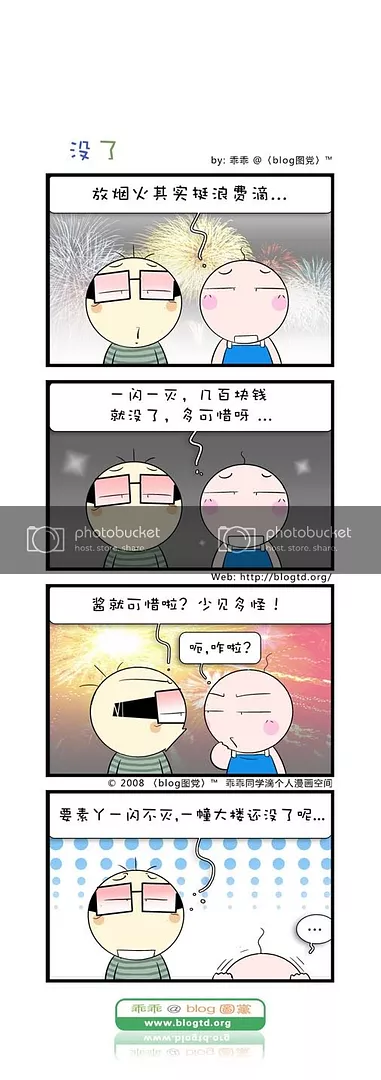 没了
by: 乖乖 @〈blog图党〉™
放烟火其实挺浪费滴...
一闪一灭，几百块钱
就没了，多可惜呀 ...
photobucket
host. store. share.
photobucket
host. store. share.
Web: http://blogtd.org/
酱就可惜啦？少见多怪！
呃,咋啦?
© 2008 〈blog图党〉™ 乖乖同学滴个人漫画空间
要素丫一闪不灭,一幢大楼还没了呢...
...
乖乖 @ blog 圖黨
www.blogtd.org